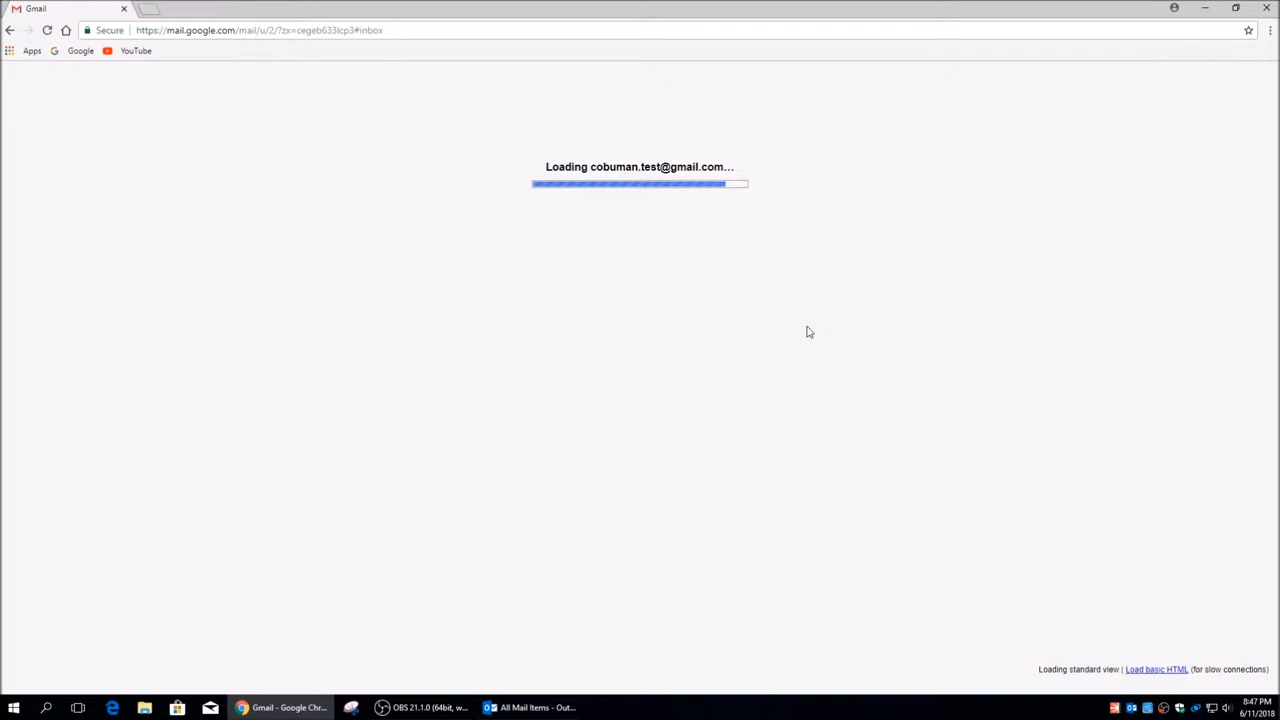 Gmail
Secure https://mail.google.com/mail/u/2/?zx=cegeb633lcp3#inbox
Apps Google YouTube
Loading cobuman.test@gmail.com…
Loading standard view | Load basic HTML (for slow connections)
Gmail - Google Chr... OBS 21.1.0 (64bit, w... All Mail Items - Out... 8:47 PM
6/11/2018